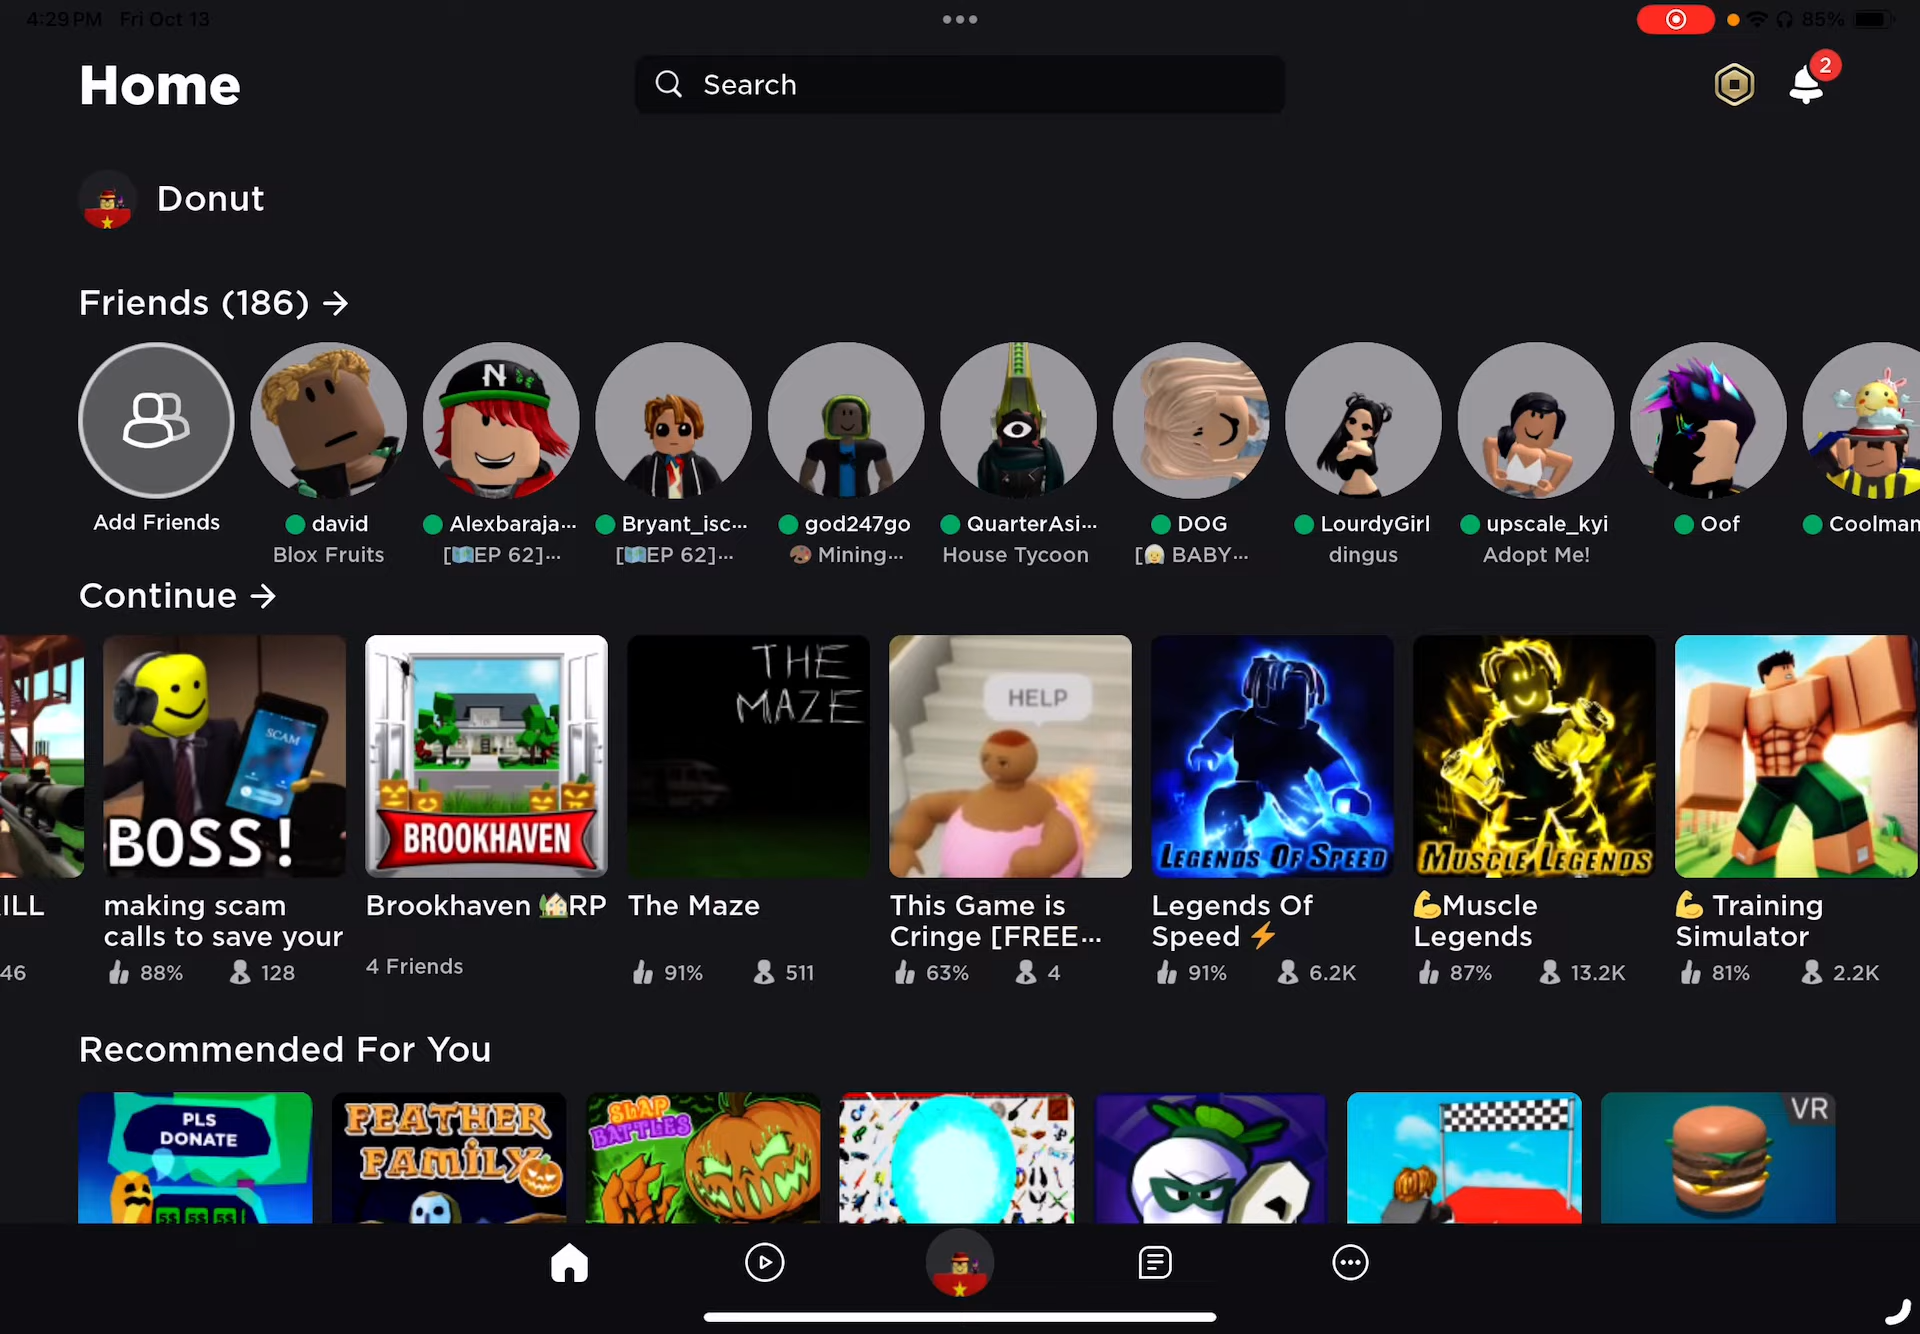 4:29 PM Fri Oct 13
85%
Home
Search
2
Donut
Friends (186) →
N
Add Friends
david
Alexbaraja...
Bryant_isc...
god247go
QuarterAsi...
DOG
LourdyGirl
upscale_kyi
Oof
Coolman
Blox Fruits
[🗺️EP 62]...
[🗺️EP 62]...
🎨 Mining...
House Tycoon
[👶 BABY...
dingus
Adopt Me!
Continue →
SCAM
BOSS!
BROOKHAVEN
THE
MAZE
HELP
LEGENDS OF SPEED
MUSCLE LEGENDS
ILL
making scam
calls to save your
Brookhaven 🏡RP
The Maze
This Game is
Cringe [FREE...
Legends Of
Speed ⚡
💪Muscle
Legends
💪 Training
Simulator
46
88% 128
4 Friends
91% 511
63% 4
91% 6.2K
87% 13.2K
81% 2.2K
Recommended For You
PLS
DONATE
5$ 5$ 5$
FEATHER
FAMILY
SLAP
BATTLES
VR